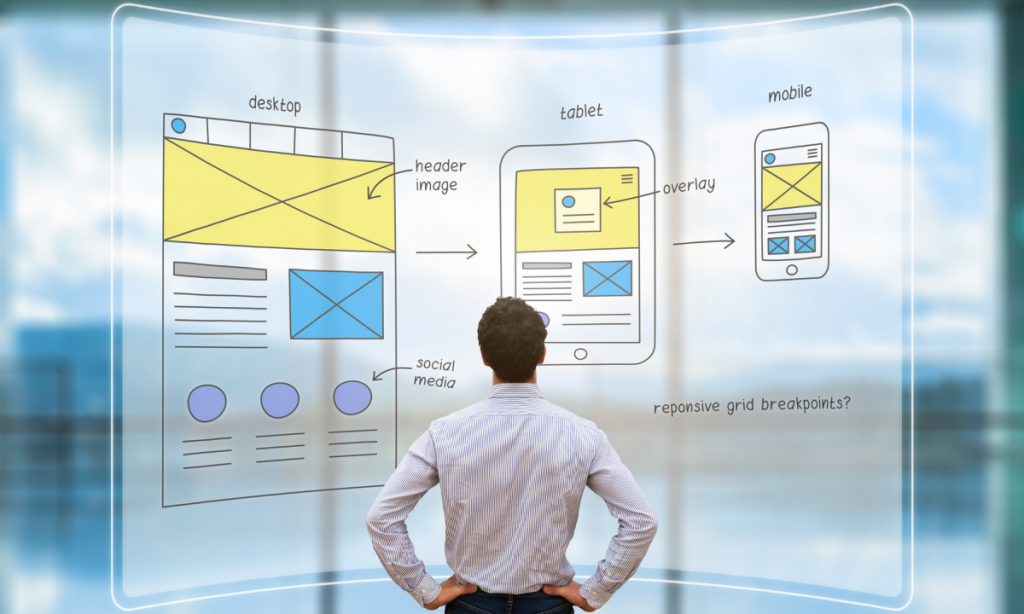 desktop
tablet
mobile
header
image
overlay
social
media
reponsive grid breakpoints?